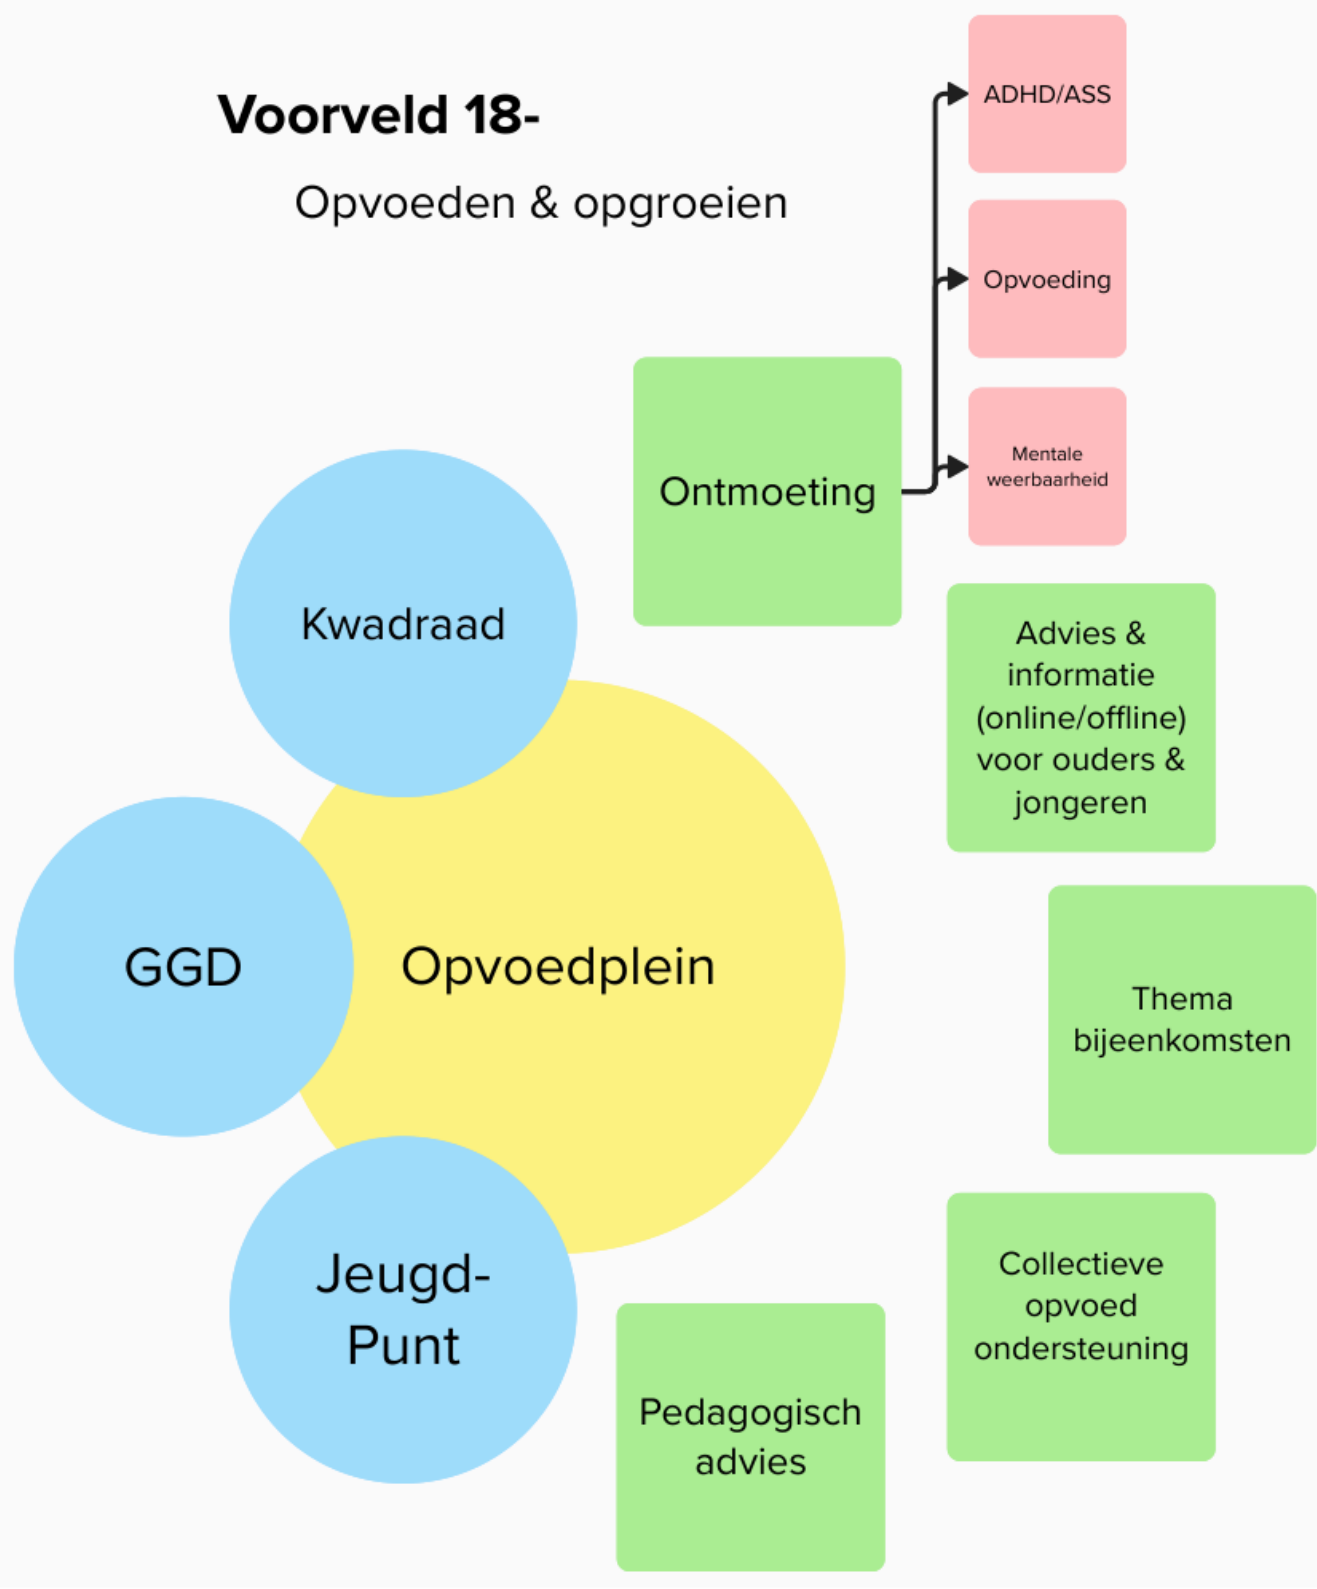 Voorveld 18-
Opvoeden & opgroeien
ADHD/ASS
Opvoeding
Mentale
weerbaarheid
Ontmoeting
Kwadraad
Advies &
informatie
(online/offline)
voor ouders &
jongeren
GGD
Opvoedplein
Thema
bijeenkomsten
Jeugd-
Punt
Collectieve
opvoed
ondersteuning
Pedagogisch
advies